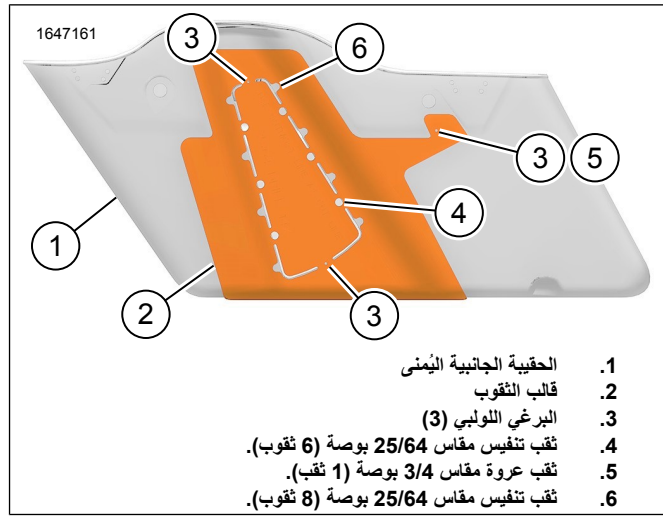 1647161
3
6
3
5
4
1
2
3
1. الحقيبة الجانبية اليُمنى
2. قالب الثقوب
3. البرغي اللولبي (3)
4. ثقب تنفيس مقاس 25/64 بوصة (6 ثقوب).
5. ثقب عروة مقاس 3/4 بوصة (1 ثقب).
6. ثقب تنفيس مقاس 25/64 بوصة (8 ثقوب).